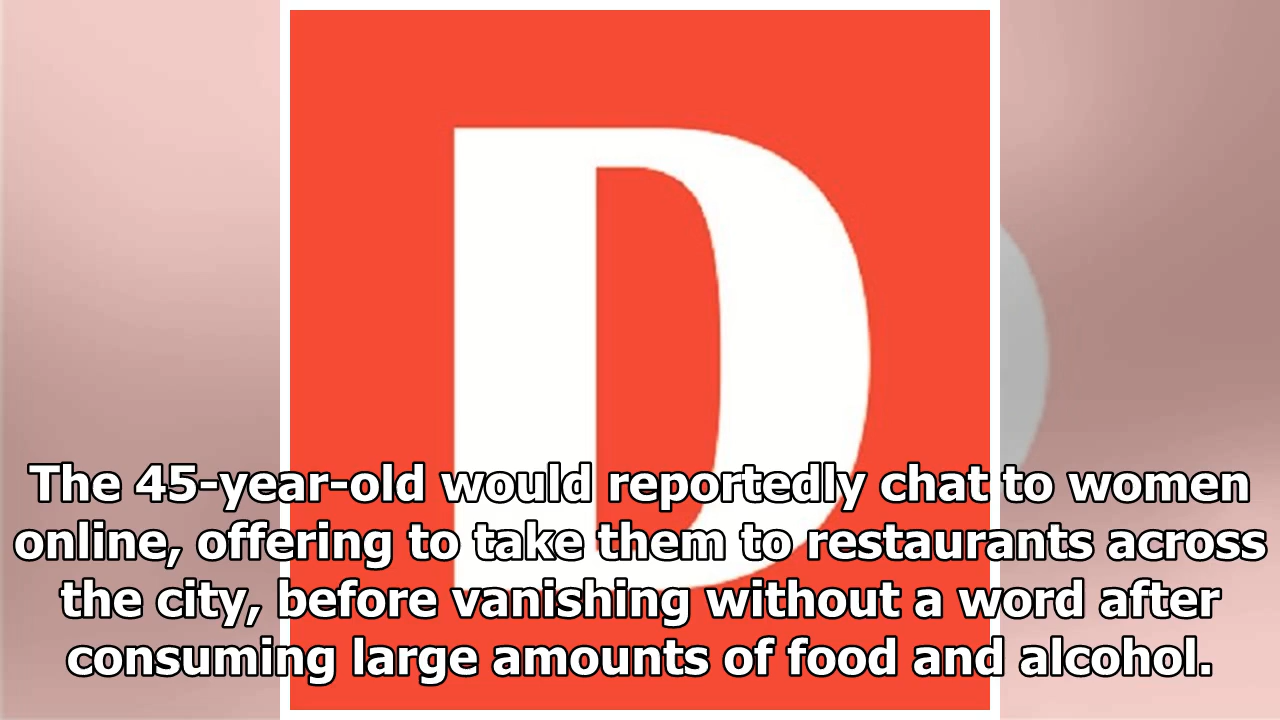 D
The 45-year-old would reportedly chat to women
online, offering to take them to restaurants across
the city, before vanishing without a word after
consuming large amounts of food and alcohol.